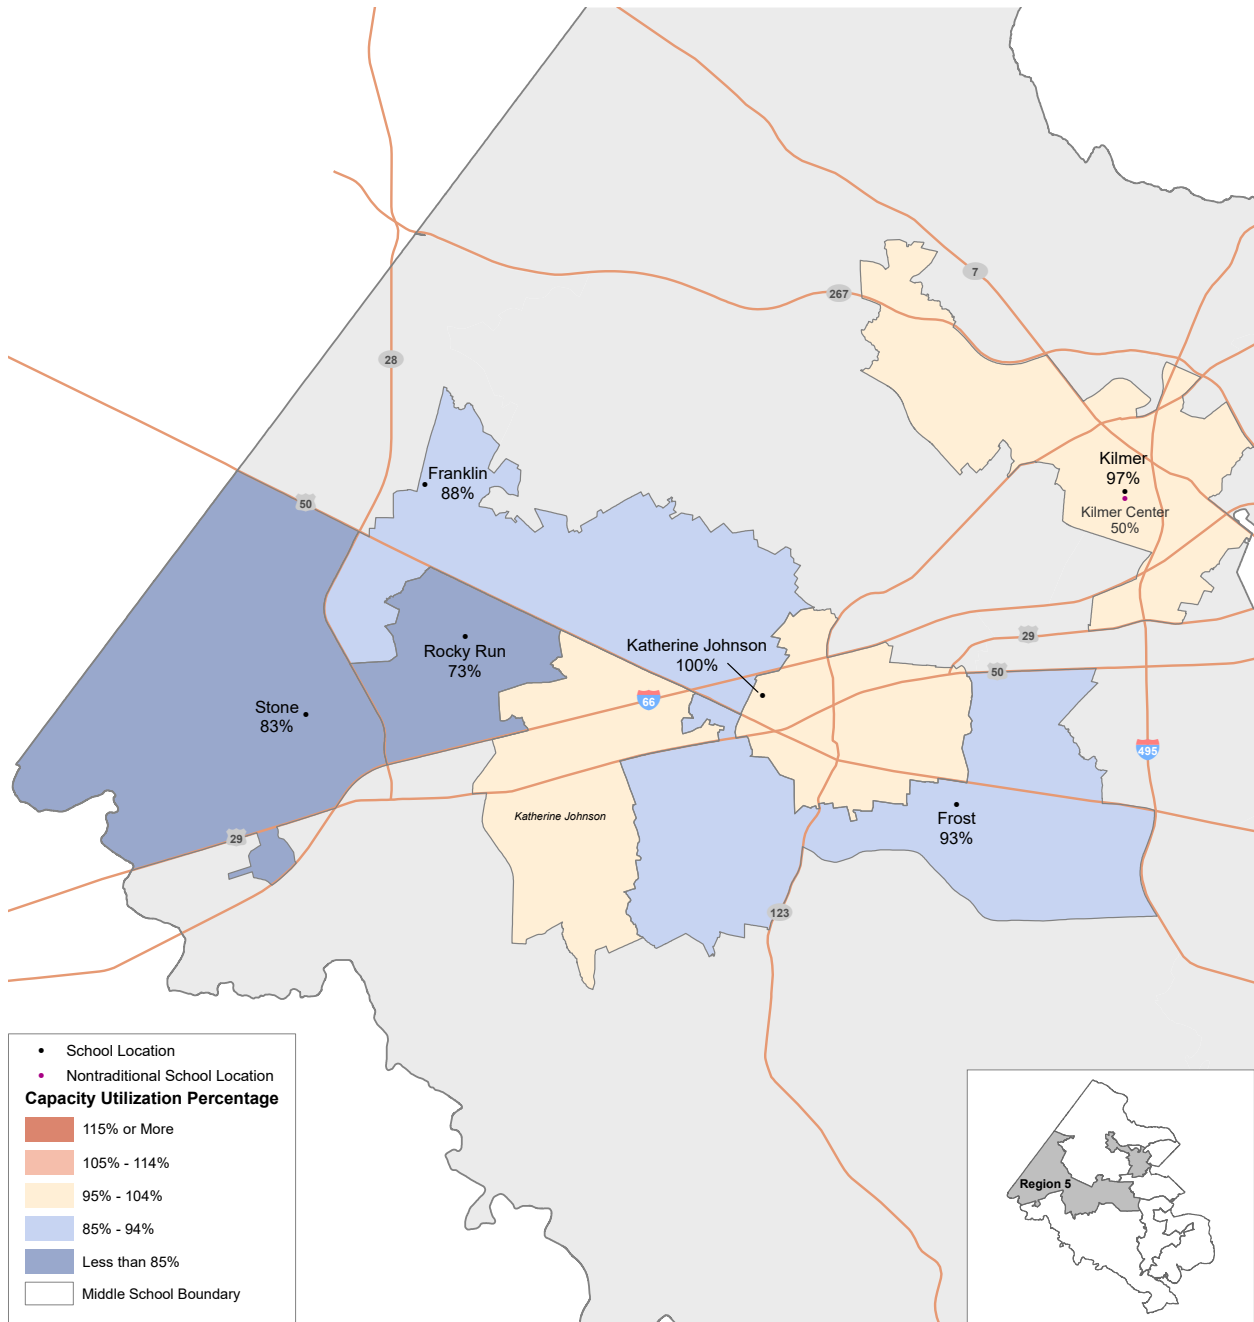 7
267
28
Franklin
88%
Kilmer
97%
Kilmer Center
50%
50
Rocky Run
73%
Katherine Johnson
100%
29
50
66
Stone
83%
495
Katherine Johnson
Frost
93%
29
123
School Location
Nontraditional School Location
Capacity Utilization Percentage
115% or More
105% - 114%
95% - 104%
85% - 94%
Less than 85%
Middle School Boundary
Region 5